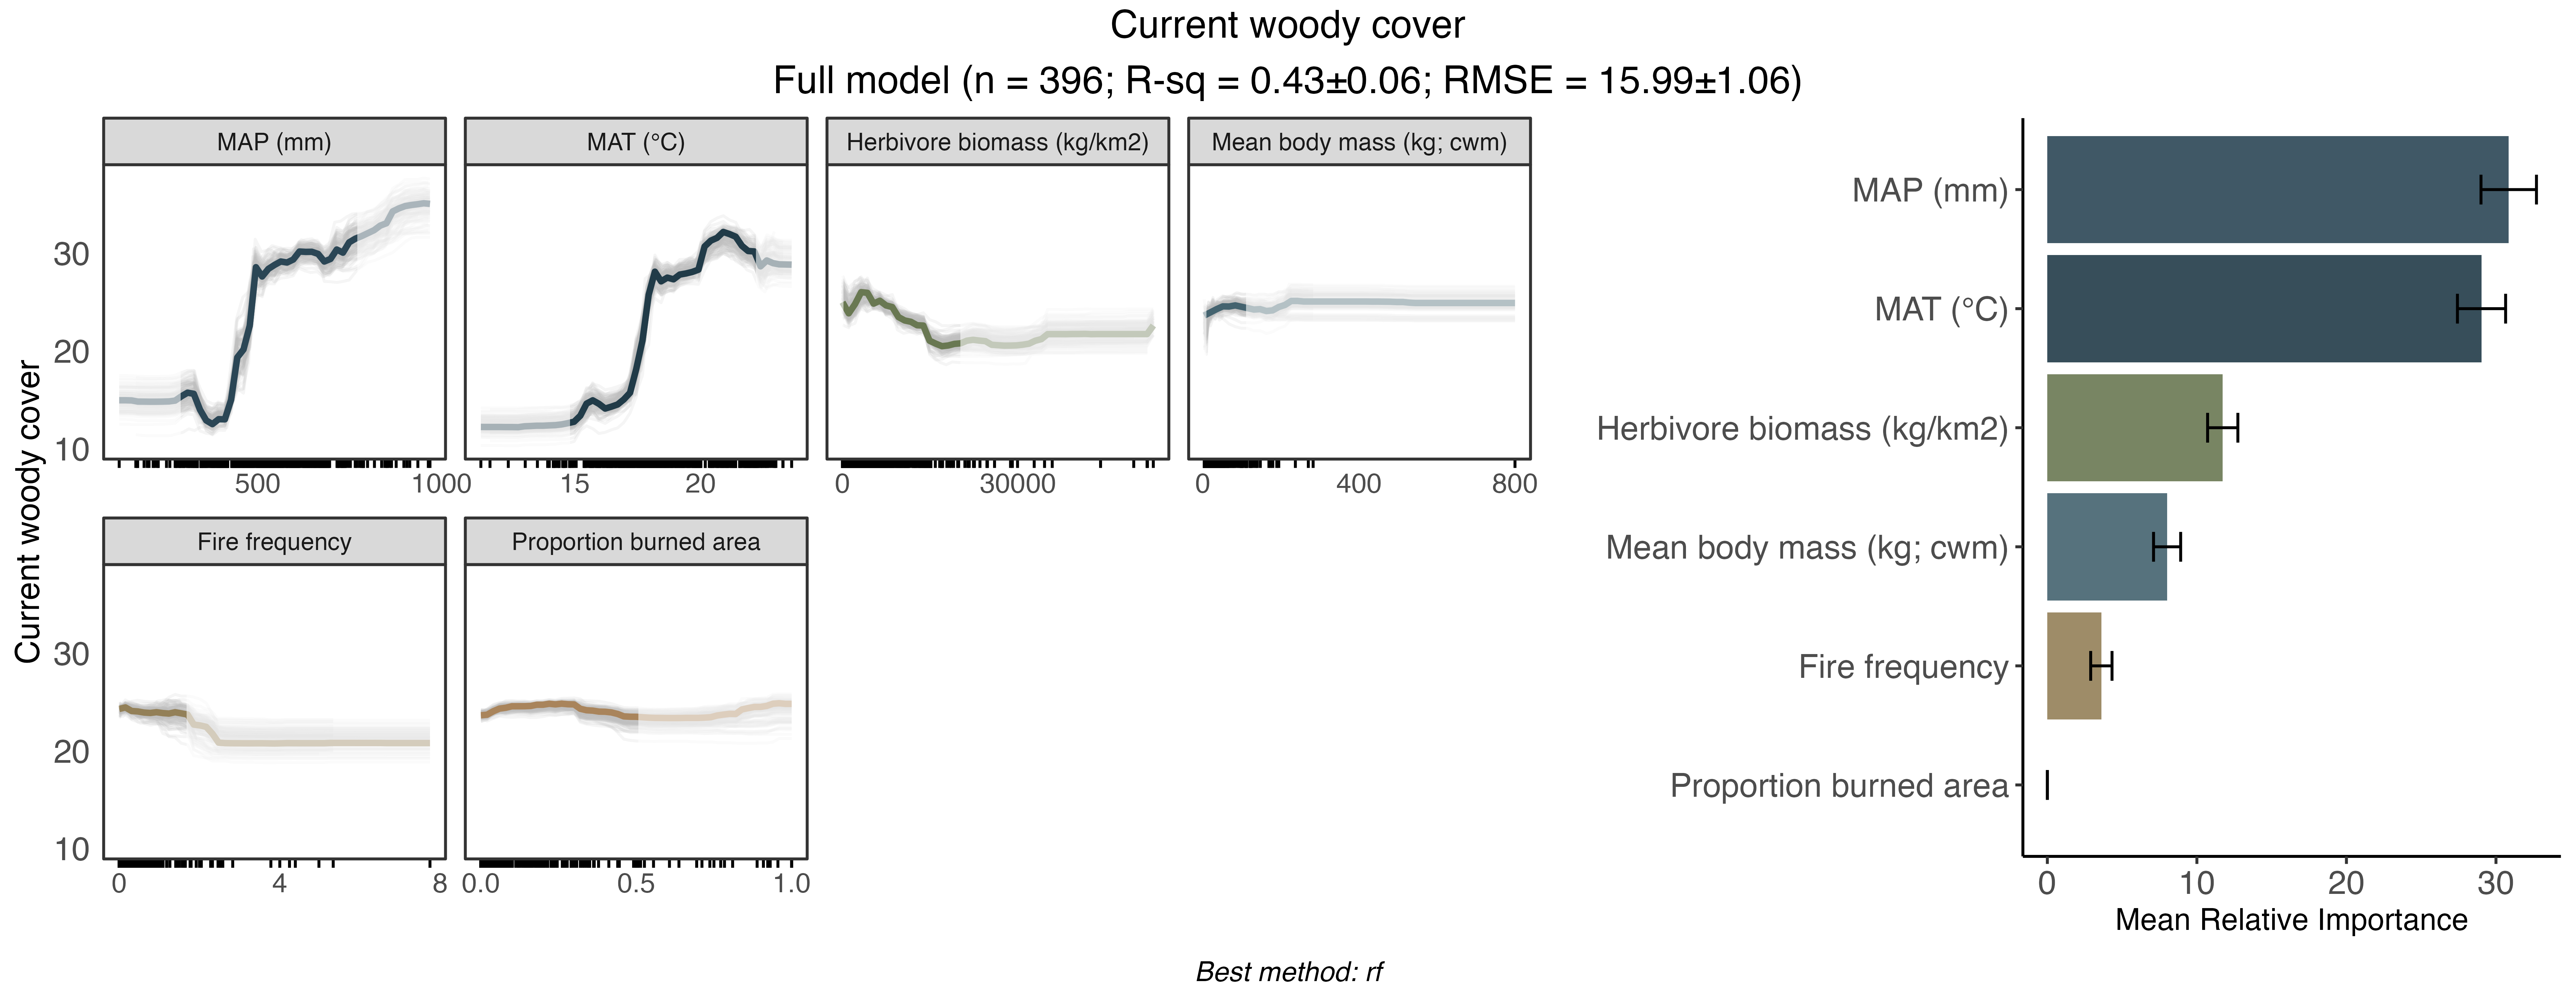 Current woody cover
Full model (n = 396; R-sq = 0.43±0.06; RMSE = 15.99±1.06)
MAP (mm)
MAT (°C)
Herbivore biomass (kg/km2)
Mean body mass (kg; cwm)
Current woody cover
30
20
10
500
1000
15
20
0
30000
0
400
800
Fire frequency
Proportion burned area
30
20
10
0
4
8
0.0
0.5
1.0
MAP (mm)
MAT (°C)
Herbivore biomass (kg/km2)
Mean body mass (kg; cwm)
Fire frequency
Proportion burned area
0
10
20
30
Mean Relative Importance
Best method: rf